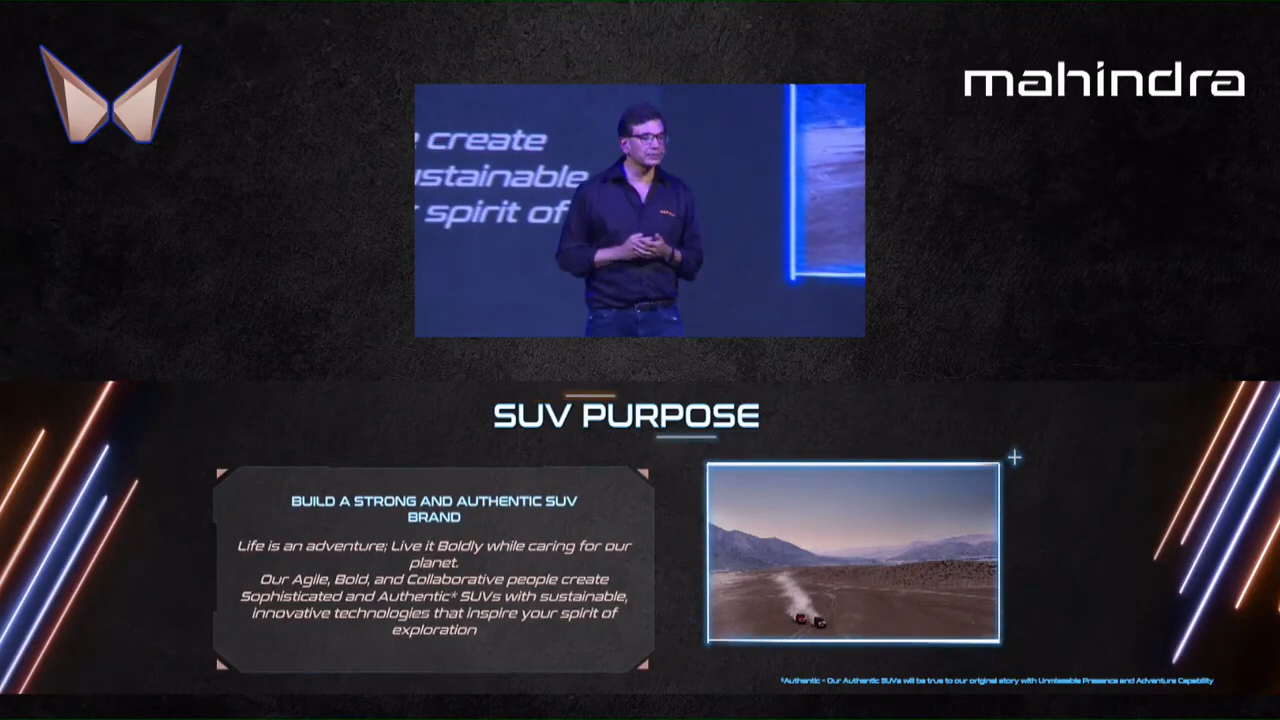 mahindra
create
ustainable
spirit of
SUV PURPOSE
BUILD A STRONG AND AUTHENTIC SUV
BRAND
Life is an adventure; Live it Boldly while caring for our
planet.
Our Agile, Bold, and Collaborative people create
Sophisticated and Authentic* SUVs with sustainable,
innovative technologies that inspire your spirit of
exploration
*Authentic - Our Authentic SUVs will be true to our original story with Unmissable Presence and Adventure Capability